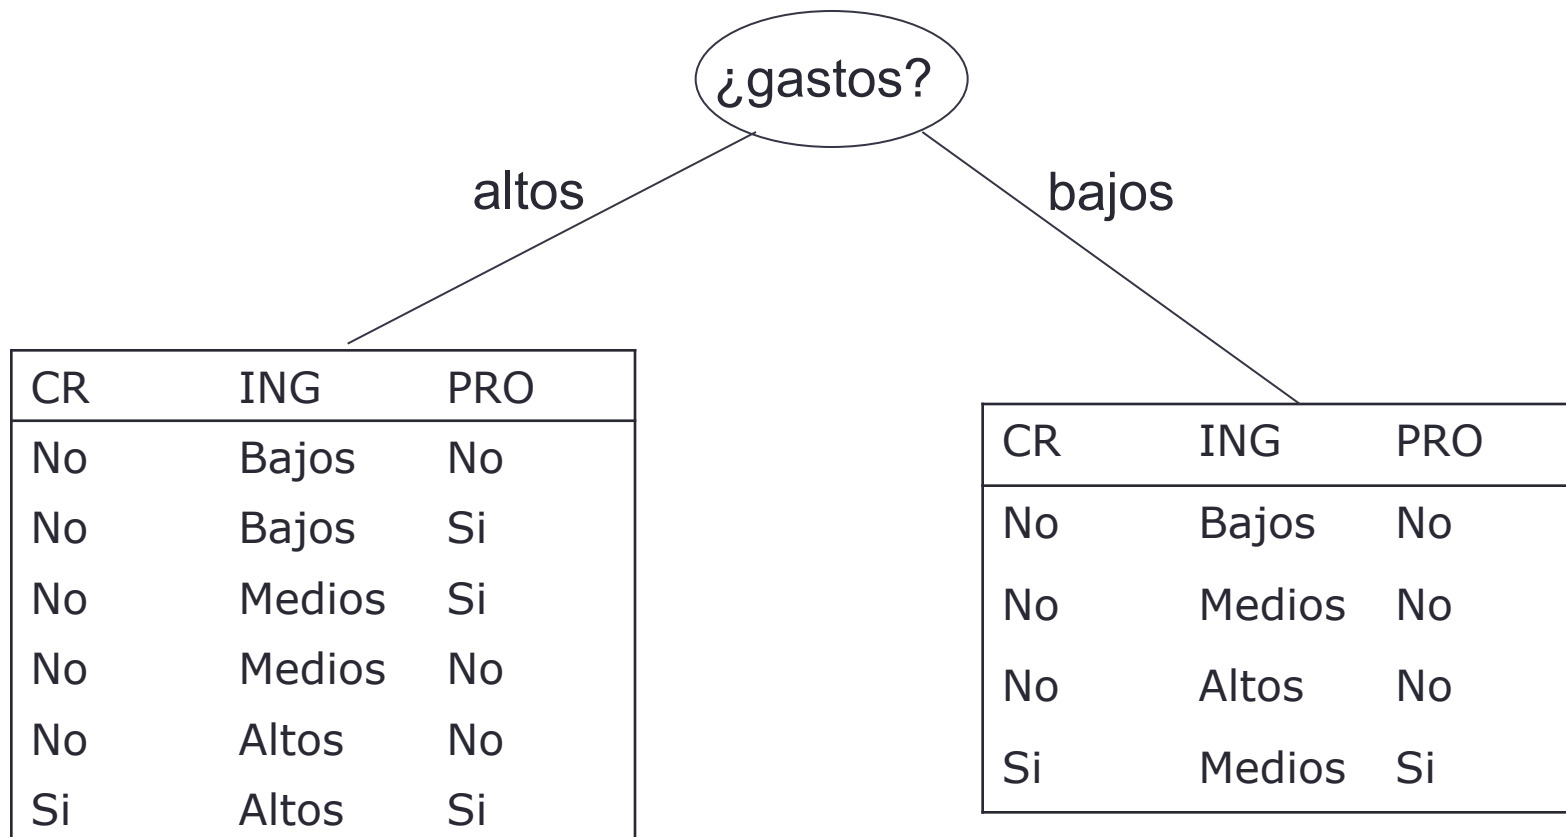 ¿gastos?
altos
bajos
CR ING PRO
No Bajos No
No Bajos Si
No Medios Si
No Medios No
No Altos No
Si Altos Si
CR ING PRO
No Bajos No
No Medios No
No Altos No
Si Medios Si